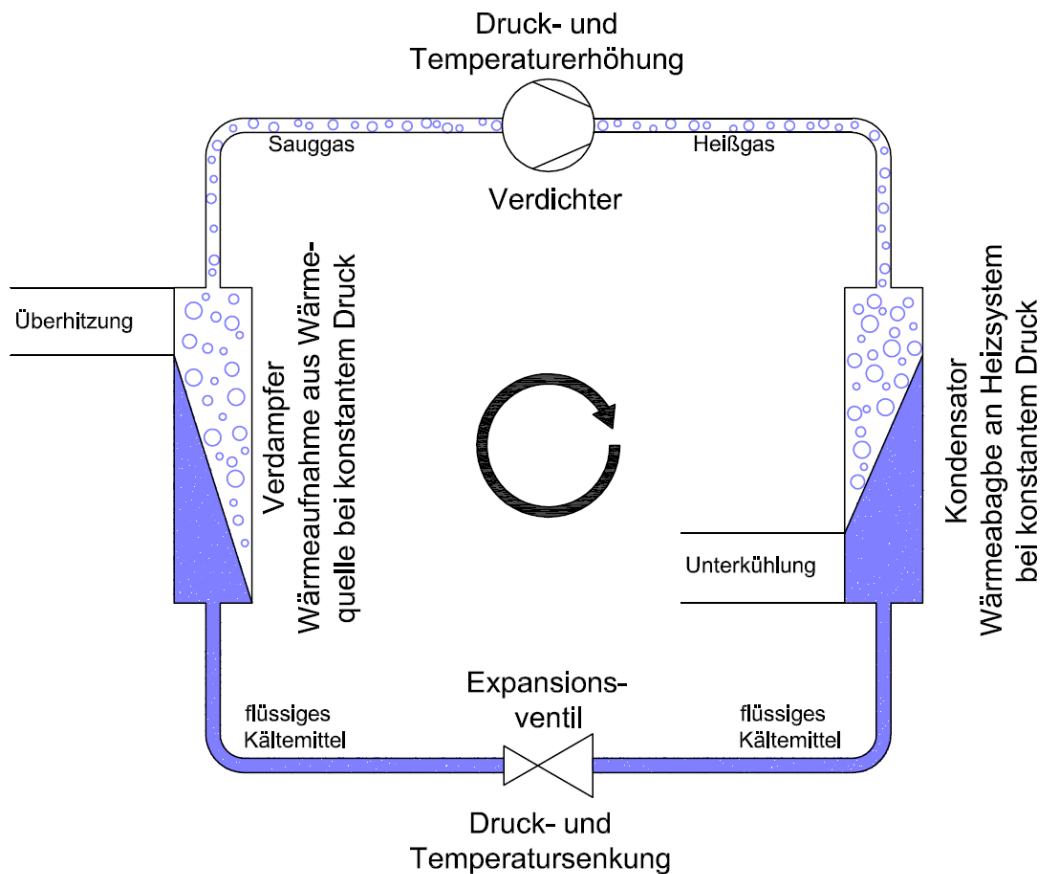 Druck- und
Temperaturerhöhung
Sauggas
Heißgas
Verdichter
Überhitzung
Verdampfer
Wärmeaufnahme aus Wärme-
quelle bei konstantem Druck
Kondensator
Wärmeabagbe an Heizsystem
bei konstantem Druck
Unterkühlung
Expansions-
ventil
flüssiges
Kältemittel
flüssiges
Kältemittel
Druck- und
Temperatursenkung